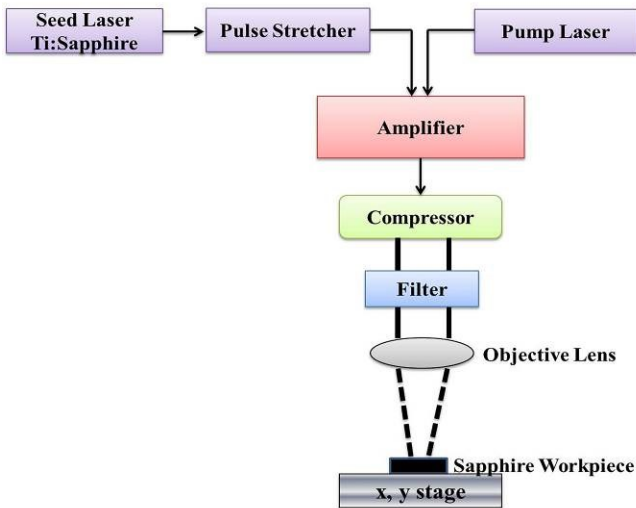 Seed Laser
Ti:Sapphire
Pulse Stretcher
Pump Laser
Amplifier
Compressor
Filter
Objective Lens
Sapphire Workpiece
x, y stage